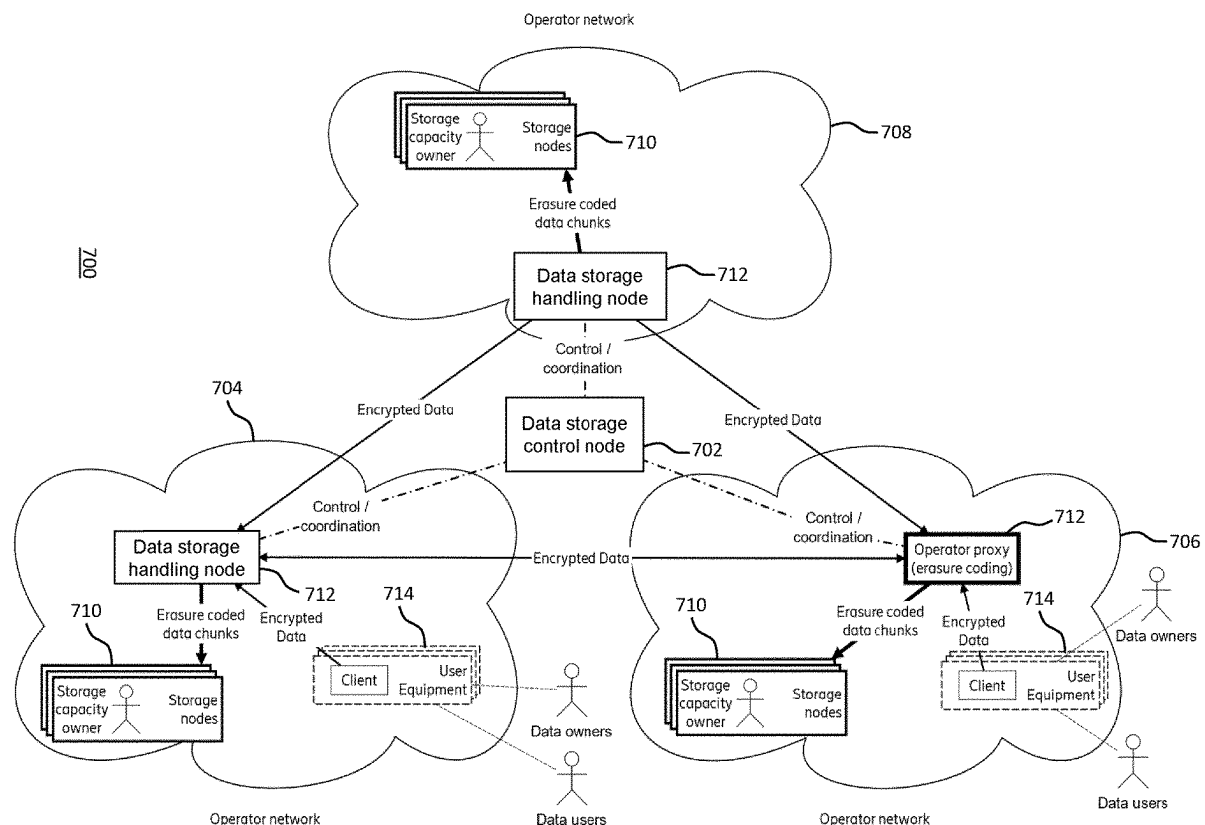 Operator network
708
Storage
capacity
owner
Storage
nodes
710
Erasure coded
data chunks
700
Data storage
handling node
712
Control /
coordination
704
Encrypted Data
Encrypted Data
Data storage
control node
702
Control /
coordination
Control /
coordination
712
706
Data storage
handling node
Encrypted Data
Operator proxy
(erasure coding)
712
714
710
Erasure coded
data chunks
Encrypted
Data
710
Erasure coded
data chunks
Encrypted
Data
714
Data owners
Storage
capacity
owner
Storage
nodes
Client
User
Equipment
Data owners
Storage
capacity
owner
Storage
nodes
Client
User
Equipment
Data users
Data users
Operator network
Operator network